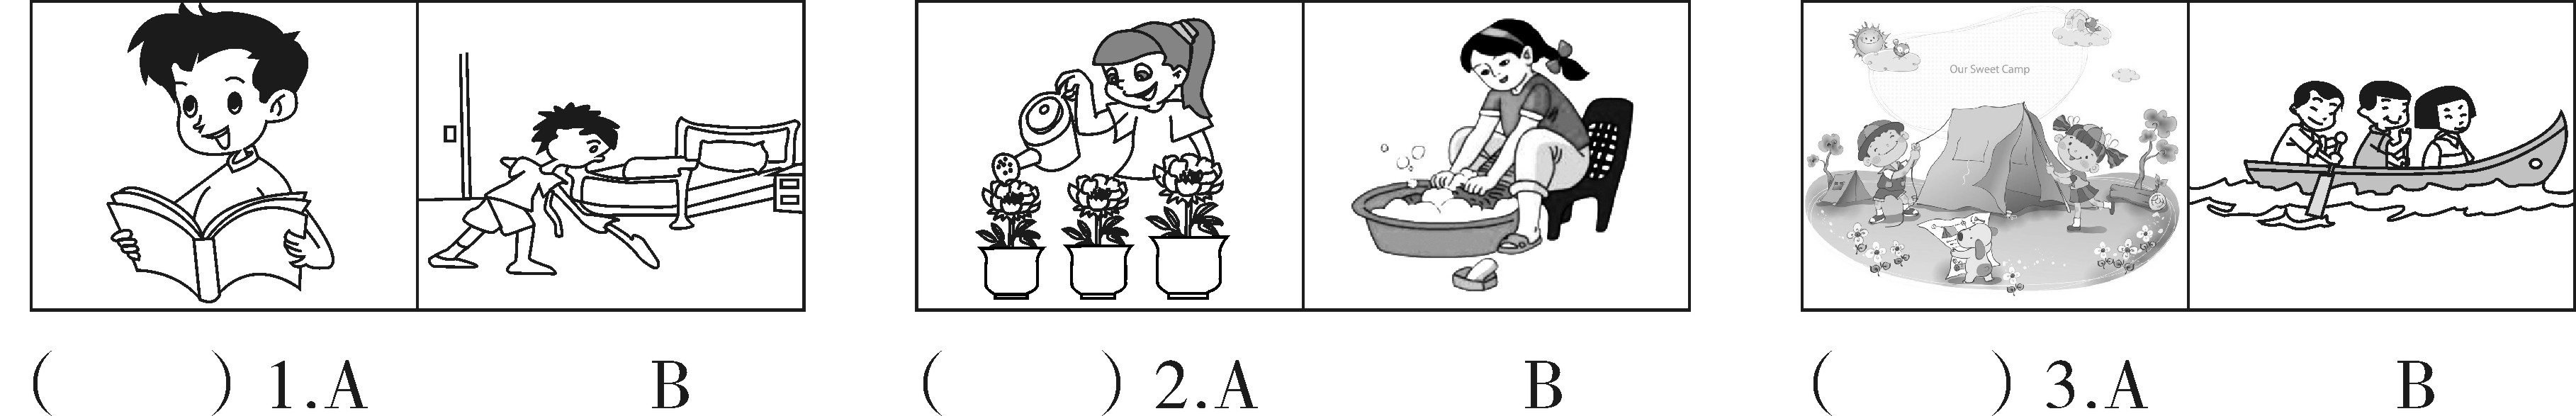 Our Sweet Camp
( ) 1.A B ( ) 2.A B ( ) 3.A B